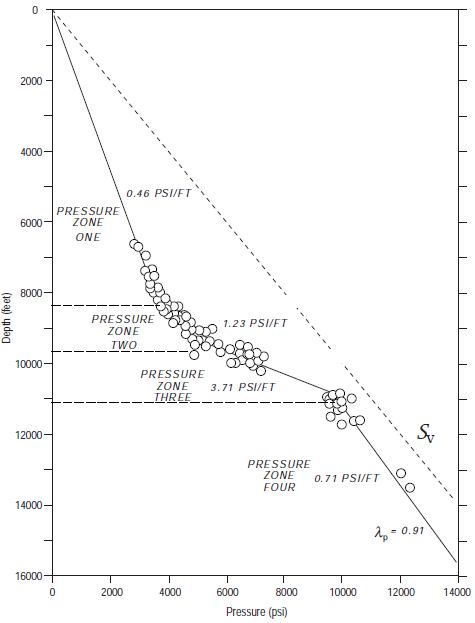 0
2000
4000
6000
8000
10000
12000
14000
16000
Depth (feet)
0.46 PSI/FT
PRESSURE
ZONE
ONE
PRESSURE
ZONE
TWO
1.23 PSI/FT
PRESSURE
ZONE
THREE
3.71 PSI/FT
PRESSURE
ZONE
FOUR
0.71 PSI/FT
Sv
λp = 0.91
0 2000 4000 6000 8000 10000 12000 14000
Pressure (psi)